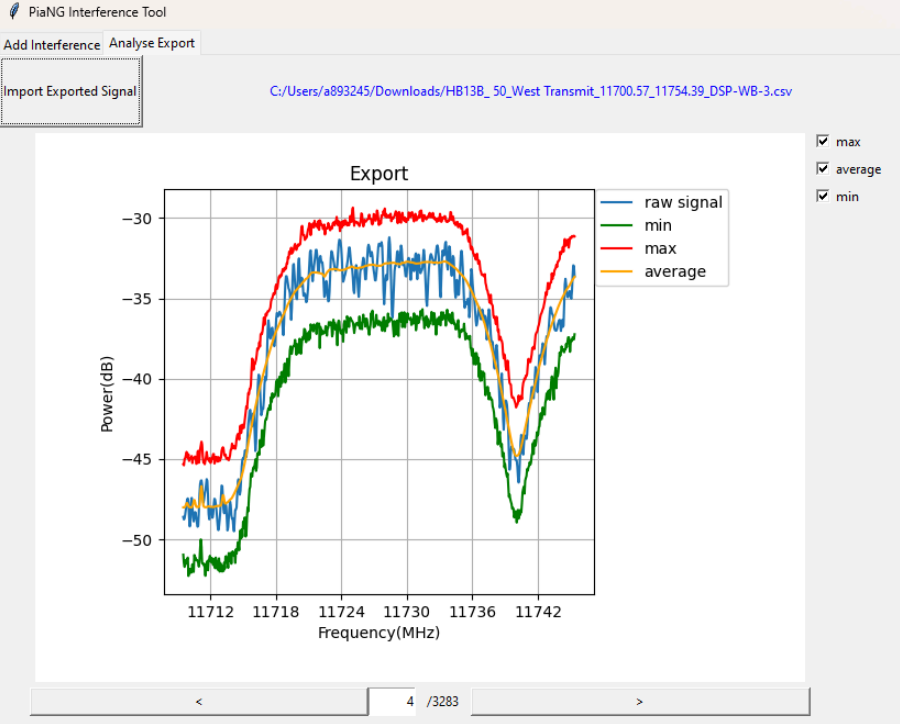 PiaNG Interference Tool
Add Interference Analyse Export
Import Exported Signal
C:/Users/a893245/Downloads/HB13B_ 50_West Transmit_11700.57_11754.39_DSP-WB-3.csv
max
average
min
Export
raw signal
min
max
average
−30
−35
−40
−45
−50
Power(dB)
11712 11718 11724 11730 11736 11742
Frequency(MHz)
< 4 /3283 >